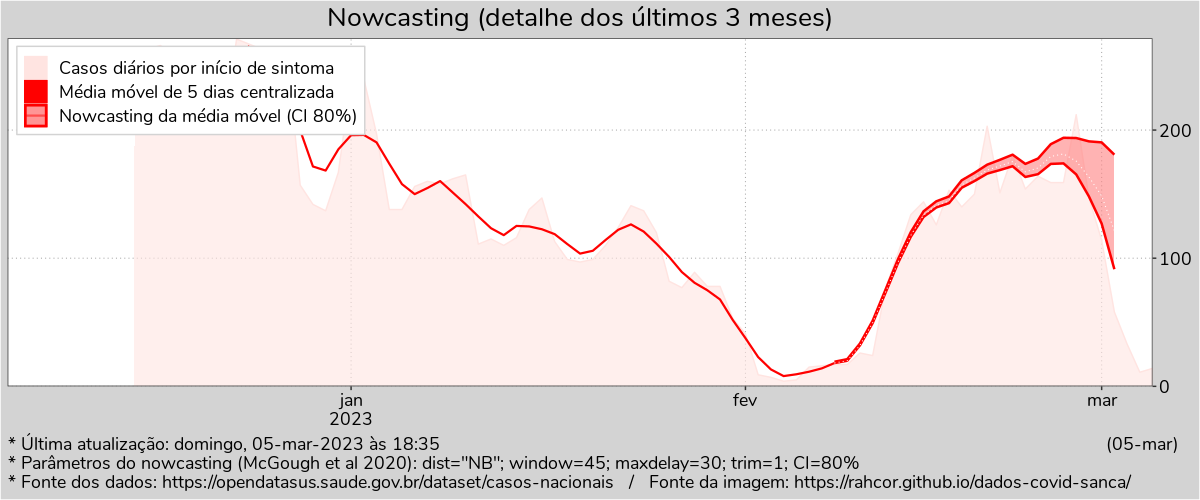 Nowcasting (detalhe dos últimos 3 meses)
Casos diários por início de sintoma
Média móvel de 5 dias centralizada
Nowcasting da média móvel (CI 80%)
200
100
0
jan
2023
fev
mar
* Última atualização: domingo, 05-mar-2023 às 18:35
(05-mar)
* Parâmetros do nowcasting (McGough et al 2020): dist="NB"; window=45; maxdelay=30; trim=1; CI=80%
* Fonte dos dados: https://opendatasus.saude.gov.br/dataset/casos-nacionais / Fonte da imagem: https://rahcor.github.io/dados-covid-sanca/